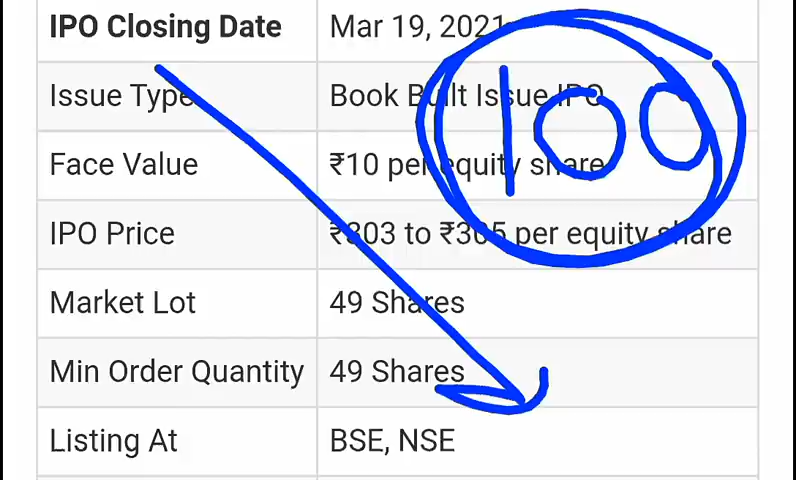 IPO Closing Date Mar 19, 2021
Issue Type Book Built Issue IPO
100
Face Value ₹10 per equity share
IPO Price ₹303 to ₹305 per equity share
Market Lot 49 Shares
Min Order Quantity 49 Shares
Listing At BSE, NSE